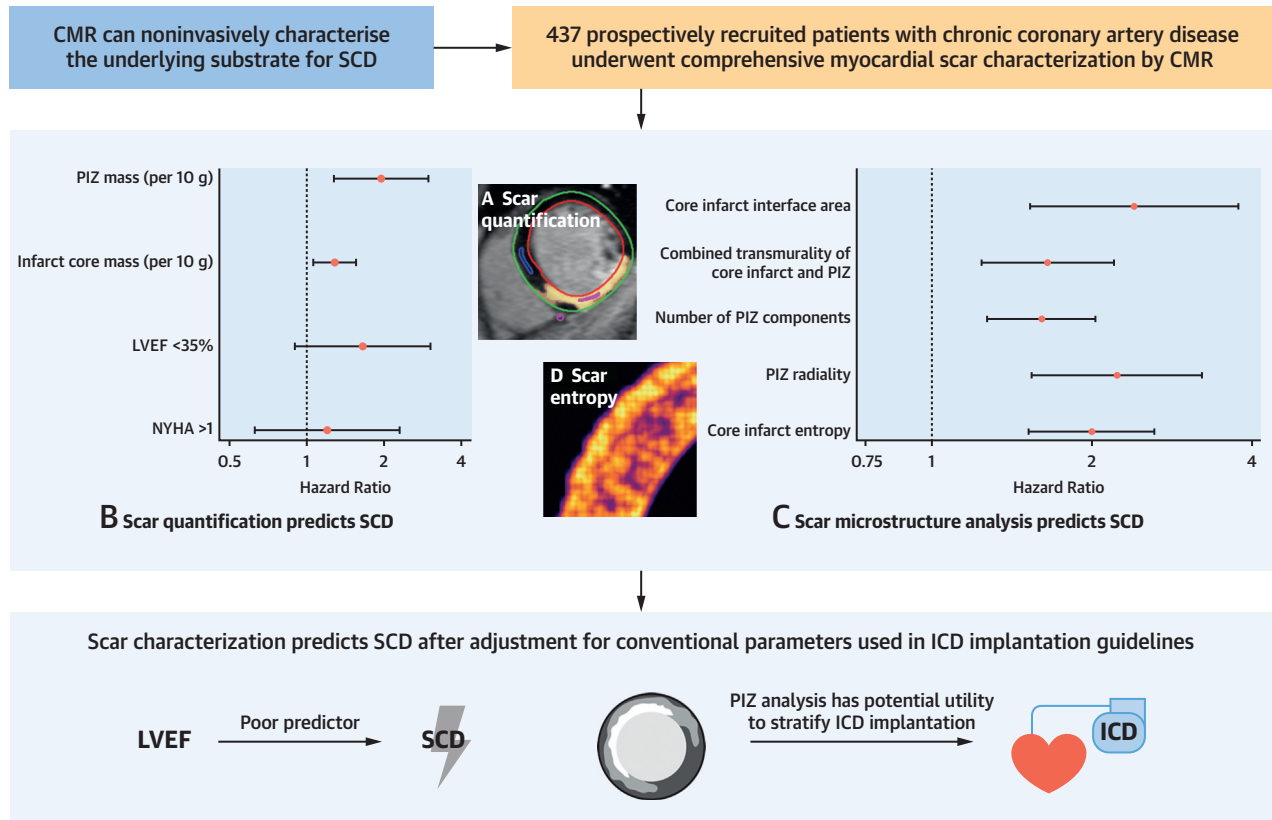 CMR can noninvasively characterise
the underlying substrate for SCD
437 prospectively recruited patients with chronic coronary artery disease
underwent comprehensive myocardial scar characterization by CMR
PIZ mass (per 10 g)
Infarct core mass (per 10 g)
LVEF <35%
NYHA >1
0.5 1 2 4
Hazard Ratio
B Scar quantification predicts SCD
A Scar
quantification
D Scar
entropy
Core infarct interface area
Combined transmurality of
core infarct and PIZ
Number of PIZ components
PIZ radiality
Core infarct entropy
0.75 1 2 4
Hazard Ratio
C Scar microstructure analysis predicts SCD
Scar characterization predicts SCD after adjustment for conventional parameters used in ICD implantation guidelines
LVEF
Poor predictor
SCD
PIZ analysis has potential utility
to stratify ICD implantation
ICD